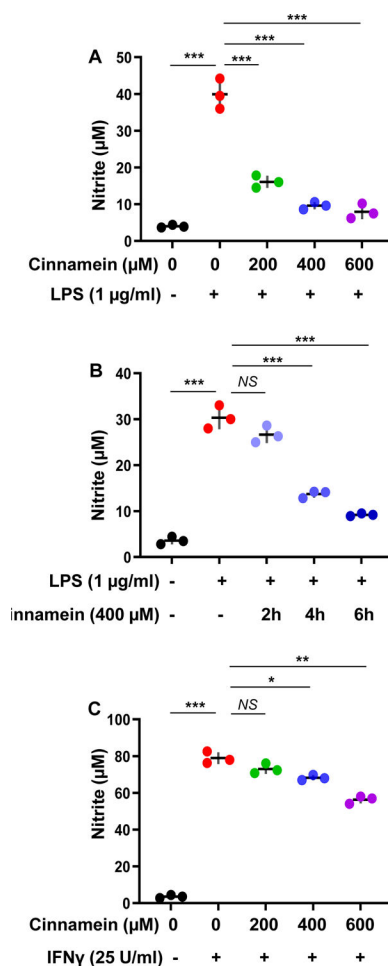 ***
***
A *** ***
50
40
30
20
10
0
Nitrite (µM)
Cinnamein (µM) 0 0 200 400 600
LPS (1 µg/ml) - + + + +
***
B ***
*** NS
40
30
20
10
0
Nitrite (µM)
LPS (1 µg/ml) - + + + +
innamein (400 µM) - - 2h 4h 6h
**
C *
*** NS
100
80
60
40
20
0
Nitrite (µM)
Cinnamein (µM) 0 0 200 400 600
IFNγ (25 U/ml) - + + + +